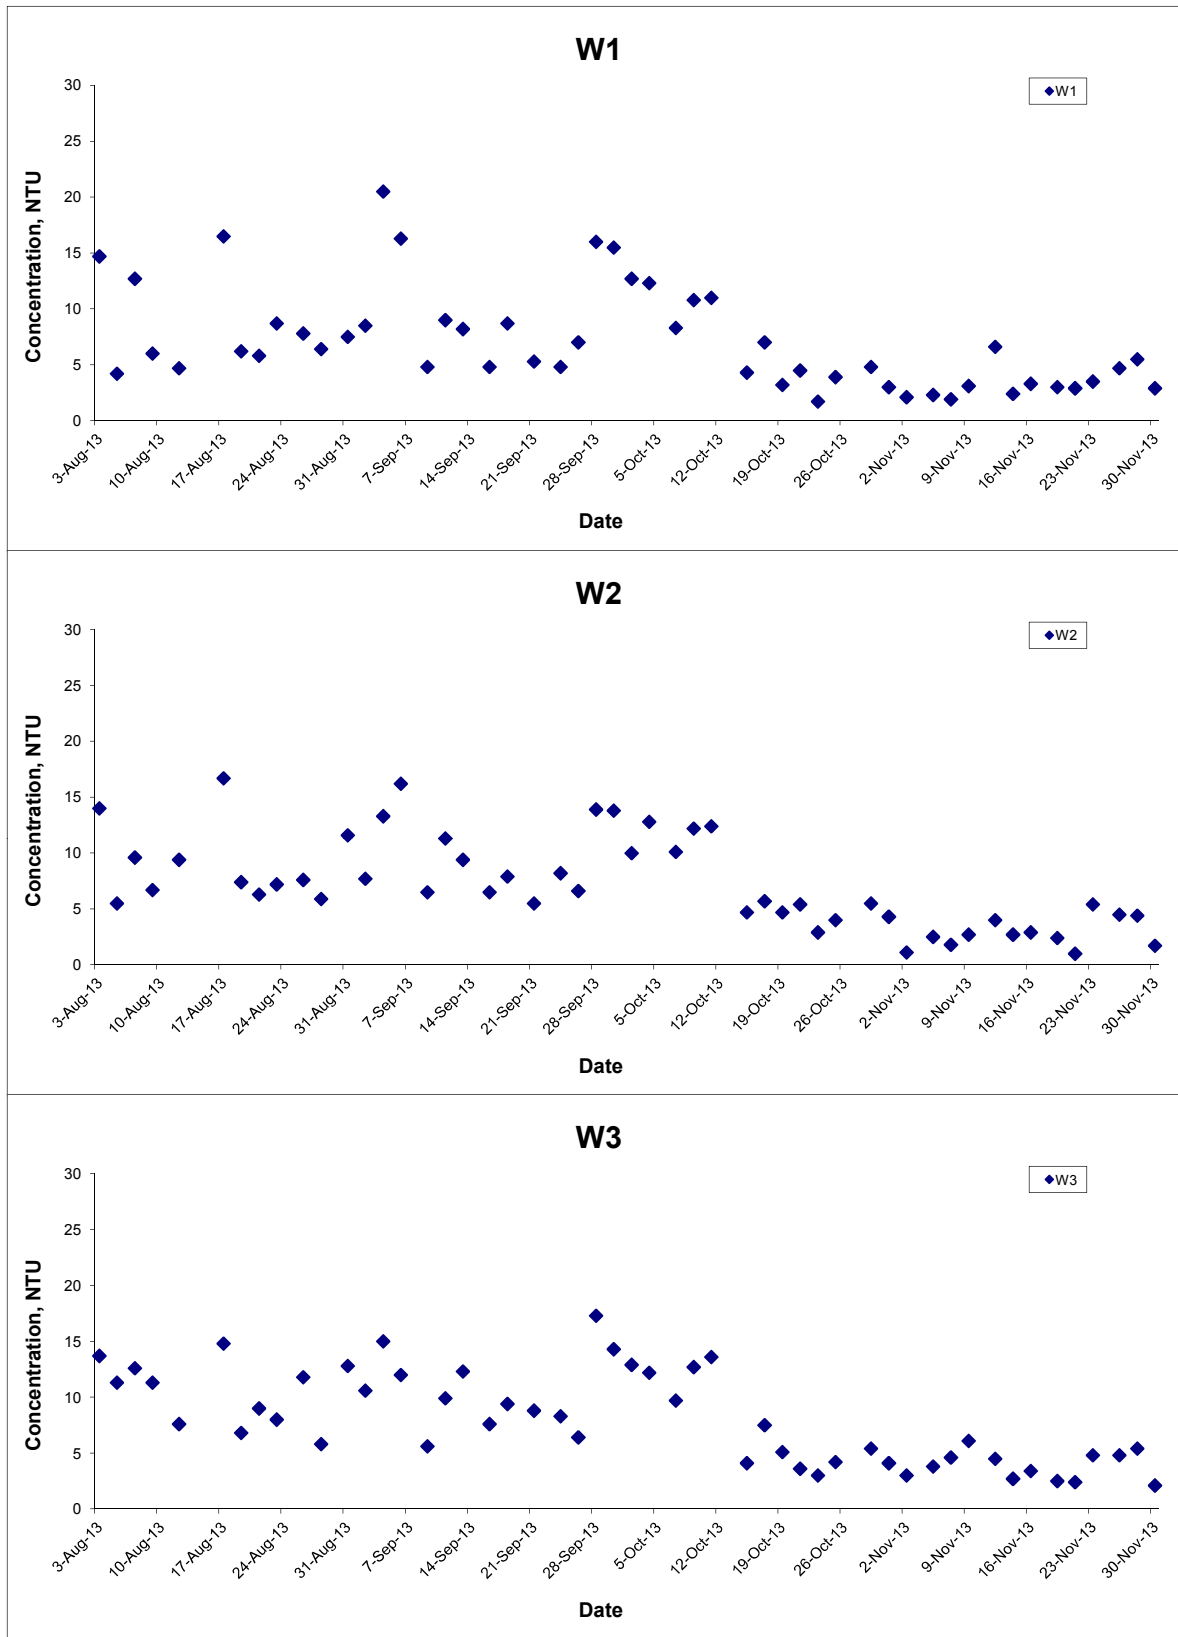 W1
W1
30
25
20
15
10
5
0
Concentration, NTU
3-Aug-13 10-Aug-13 17-Aug-13 24-Aug-13 31-Aug-13 7-Sep-13 14-Sep-13 21-Sep-13 28-Sep-13 5-Oct-13 12-Oct-13 19-Oct-13 26-Oct-13 2-Nov-13 9-Nov-13 16-Nov-13 23-Nov-13 30-Nov-13
Date
W2
W2
30
25
20
15
10
5
0
Concentration, NTU
3-Aug-13 10-Aug-13 17-Aug-13 24-Aug-13 31-Aug-13 7-Sep-13 14-Sep-13 21-Sep-13 28-Sep-13 5-Oct-13 12-Oct-13 19-Oct-13 26-Oct-13 2-Nov-13 9-Nov-13 16-Nov-13 23-Nov-13 30-Nov-13
Date
W3
W3
30
25
20
15
10
5
0
Concentration, NTU
3-Aug-13 10-Aug-13 17-Aug-13 24-Aug-13 31-Aug-13 7-Sep-13 14-Sep-13 21-Sep-13 28-Sep-13 5-Oct-13 12-Oct-13 19-Oct-13 26-Oct-13 2-Nov-13 9-Nov-13 16-Nov-13 23-Nov-13 30-Nov-13
Date